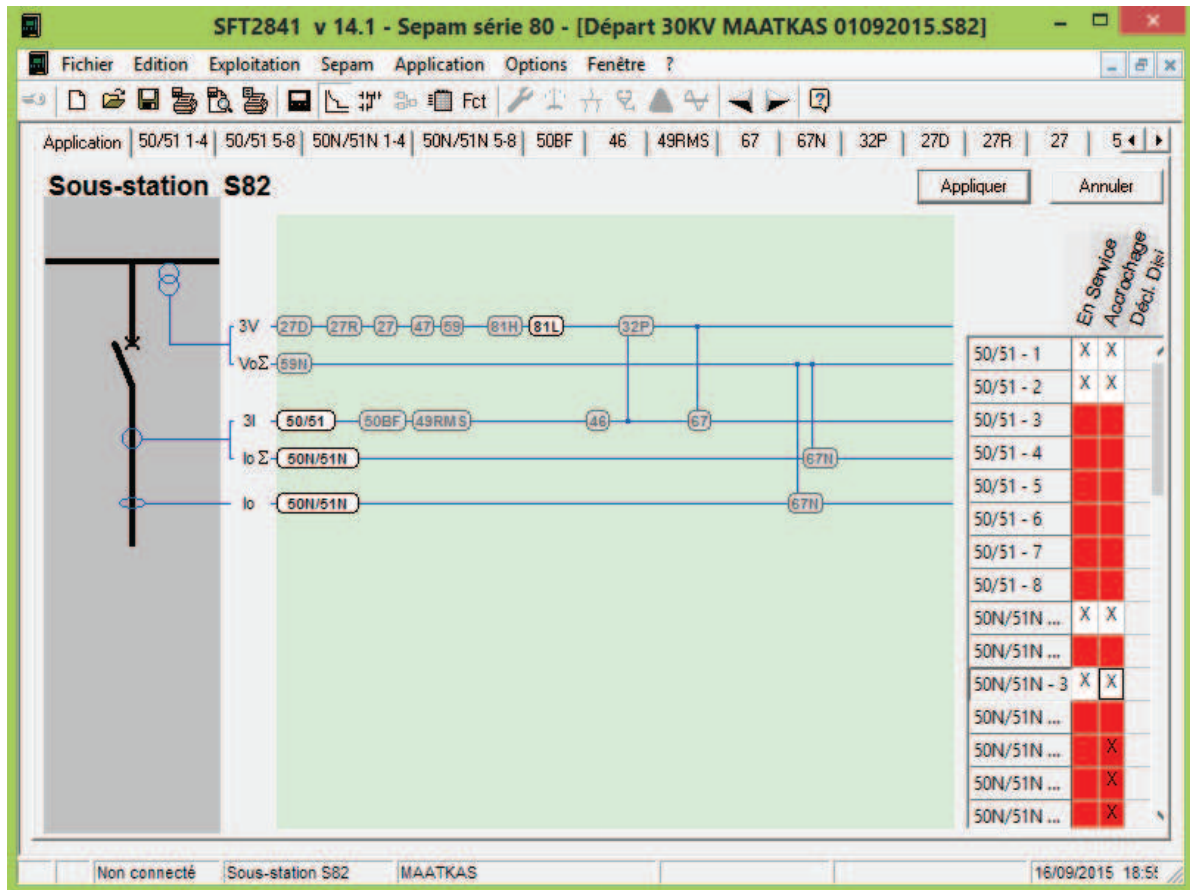 SFT2841 v 14.1 - Sepam série 80 - [Départ 30KV MAATKAS 01092015.S82]
Fichier Edition Exploitation Sepam Application Options Fenêtre ?
Fct
Application 50/51 1-4 50/51 5-8 50N/51N 1-4 50N/51N 5-8 50BF 46 49RMS 67 67N 32P 27D 27R 27 5
Sous-station S82
Appliquer Annuler
En Service
Accrochage
Décl.
3V 27D 27R 27 47 59 81H 81L 32P
VoΣ 59N
3I 50/51 50BF 49RMS 46 67
Io Σ 50N/51N 67N
Io 50N/51N 67N
50/51 - 1 X X
50/51 - 2 X X
50/51 - 3
50/51 - 4
50/51 - 5
50/51 - 6
50/51 - 7
50/51 - 8
50N/51N ... X X
50N/51N ...
50N/51N - 3 X X
50N/51N ...
50N/51N ... X
50N/51N ... X
50N/51N ... X
Non connecté Sous-station S82 MAATKAS 16/09/2015